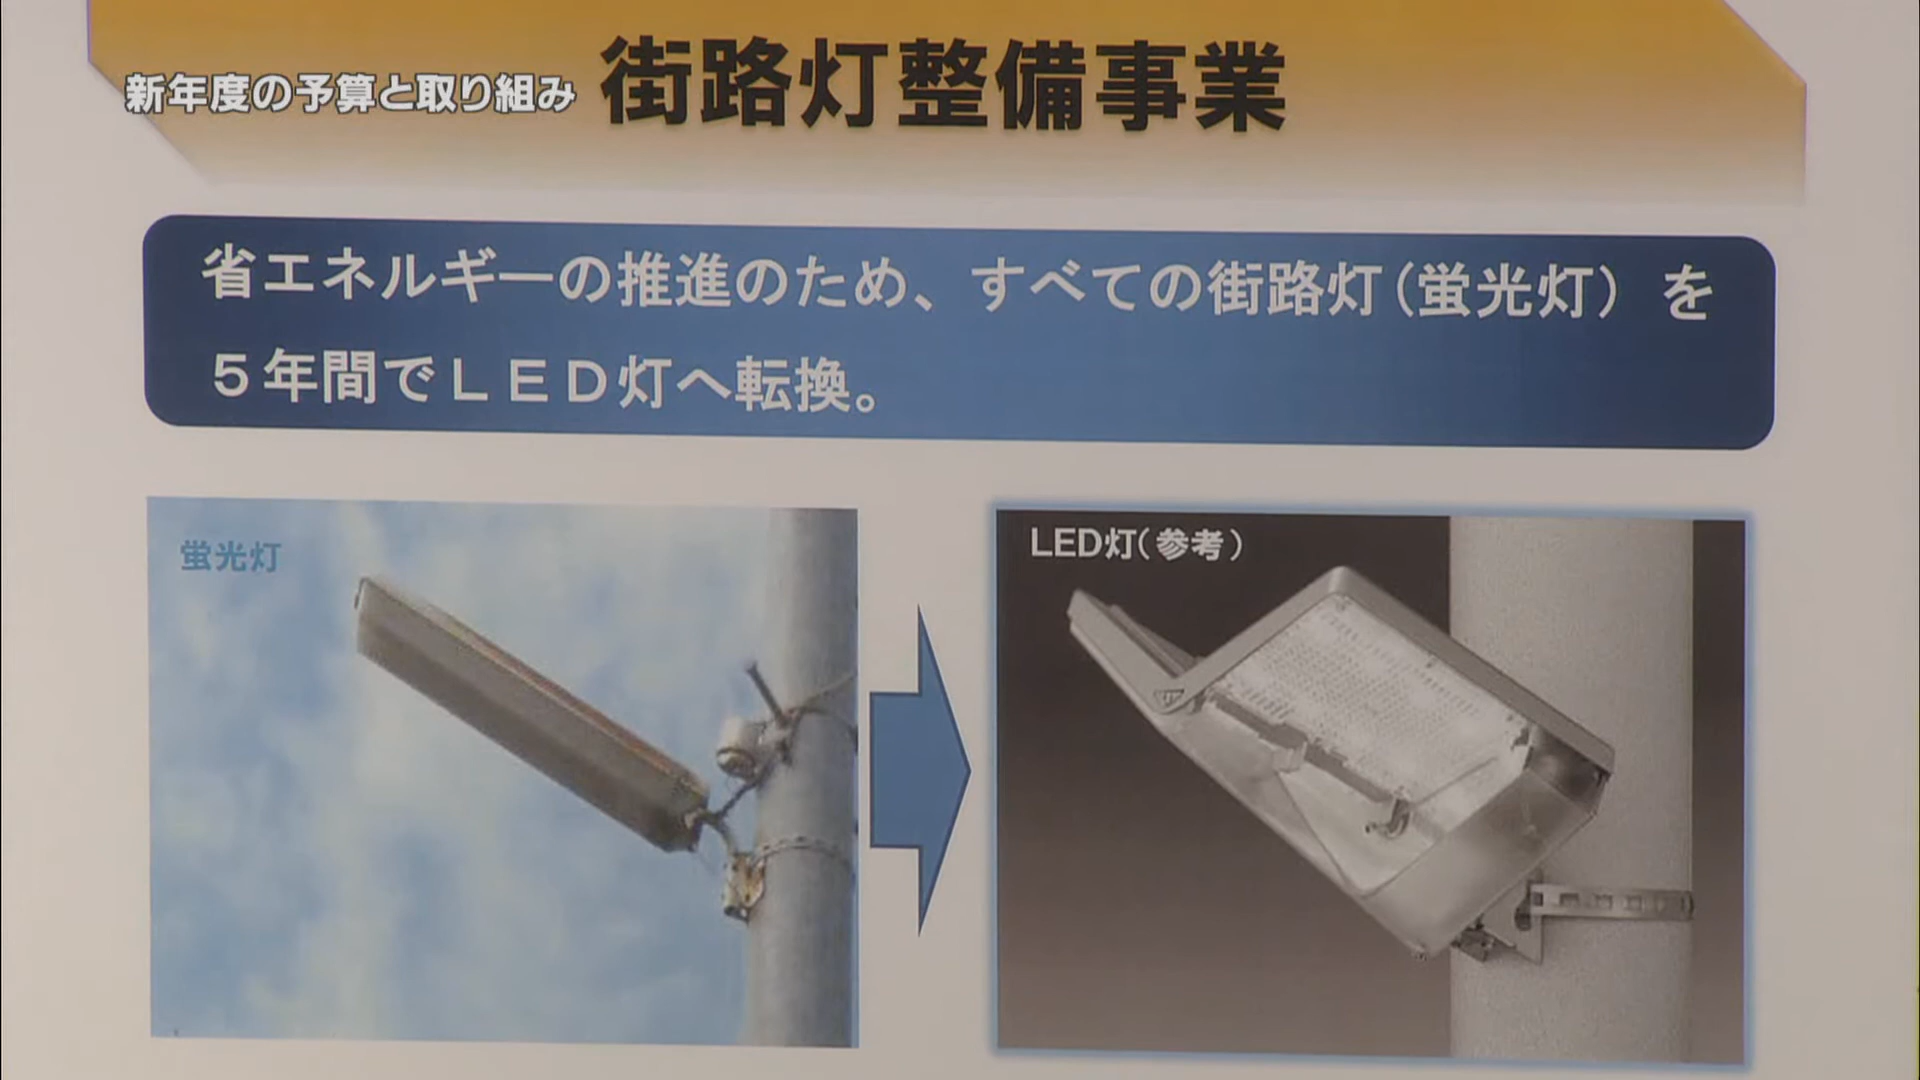 新年度の予算と取り組み
街路灯整備事業
省エネルギーの推進のため、すべての街路灯（蛍光灯）を
５年間でＬＥＤ灯へ転換。
蛍光灯
LED灯（参考）